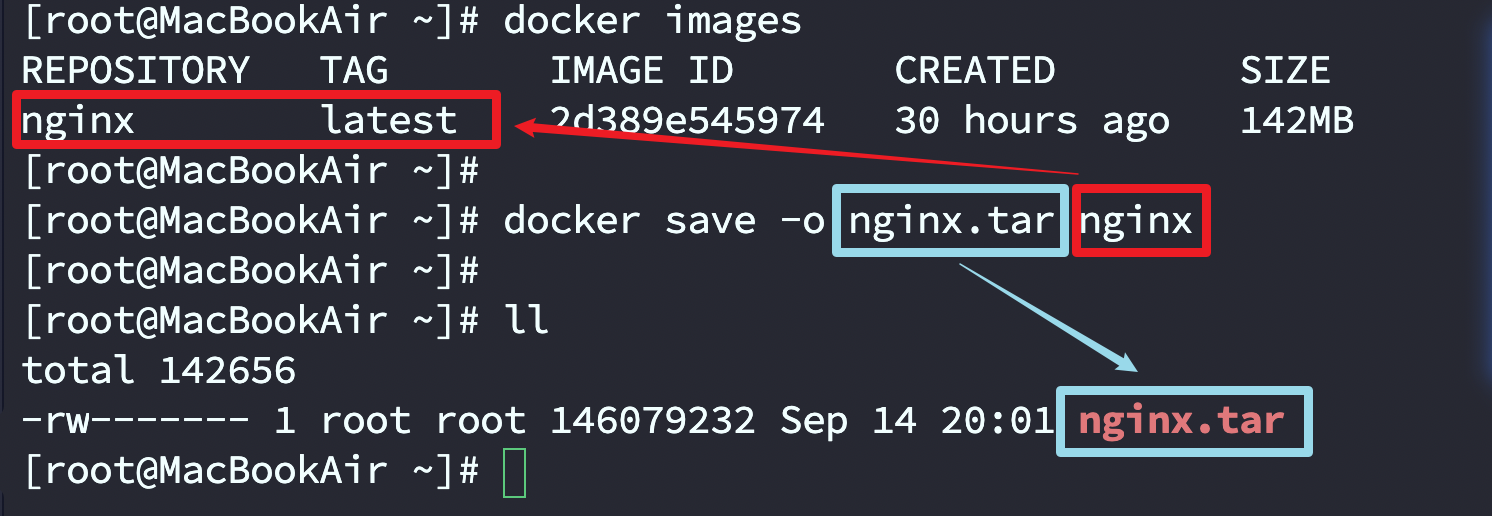 [root@MacBookAir ~]# docker images
REPOSITORY   TAG       IMAGE ID       CREATED        SIZE
nginx        latest    2d389e545974   30 hours ago   142MB
[root@MacBookAir ~]#
[root@MacBookAir ~]# docker save -o nginx.tar nginx
[root@MacBookAir ~]#
[root@MacBookAir ~]# ll
total 142656
-rw------- 1 root root 146079232 Sep 14 20:01 nginx.tar
[root@MacBookAir ~]#